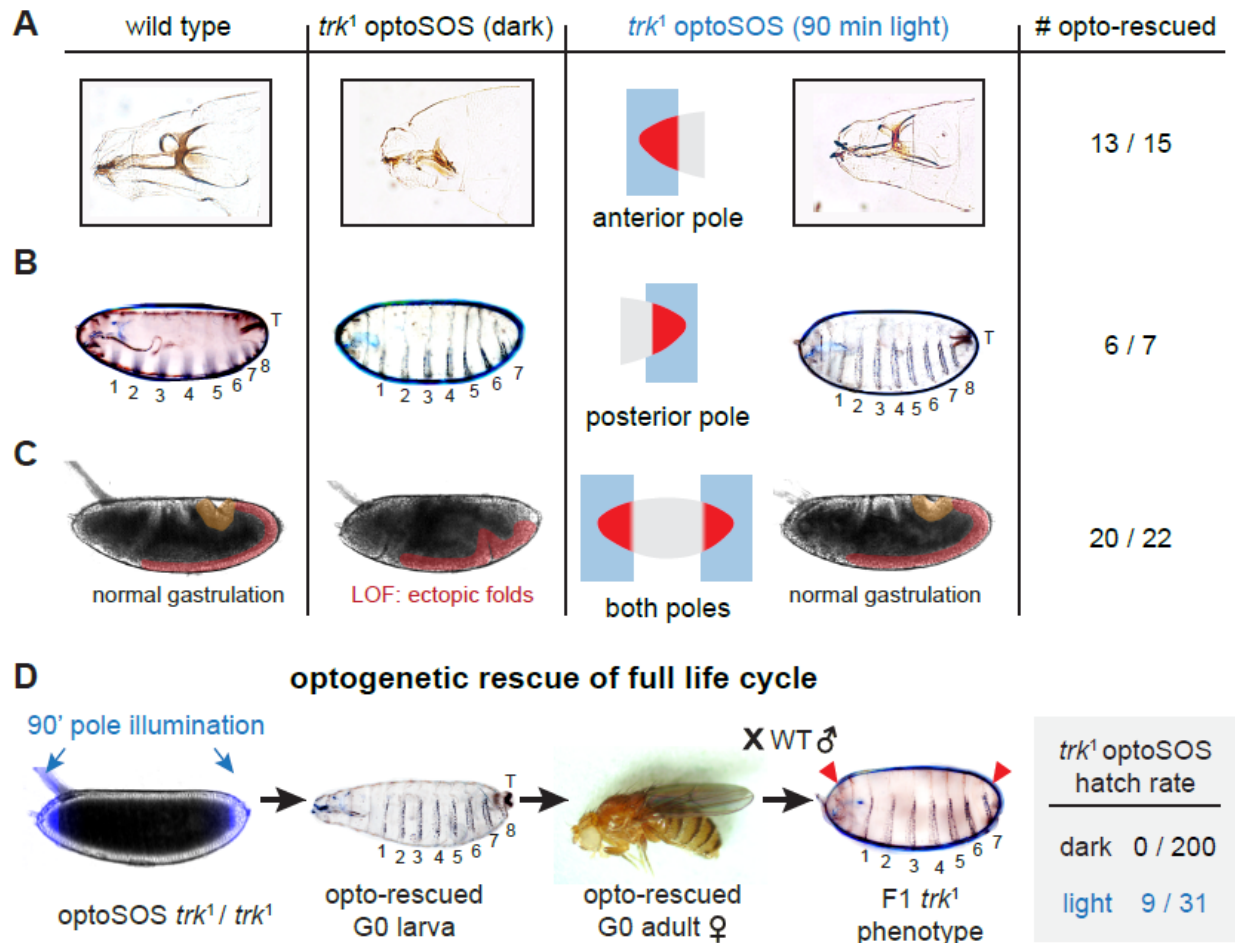 A
wild type
trk¹ optoSOS (dark)
trk¹ optoSOS (90 min light)
# opto-rescued
anterior pole
13 / 15
B
T
1 2 3 4 5 6 7 8
1 2 3 4 5 6 7
posterior pole
T
1 2 3 4 5 6 7 8
6 / 7
C
normal gastrulation
LOF: ectopic folds
both poles
normal gastrulation
20 / 22
D
optogenetic rescue of full life cycle
90' pole illumination
optoSOS trk¹ / trk¹
T
1 2 3 4 5 6 7 8
opto-rescued
G0 larva
X WT ♂
opto-rescued
G0 adult ♀
1 2 3 4 5 6 7
F1 trk¹
phenotype
trk¹ optoSOS
hatch rate
dark 0 / 200
light 9 / 31